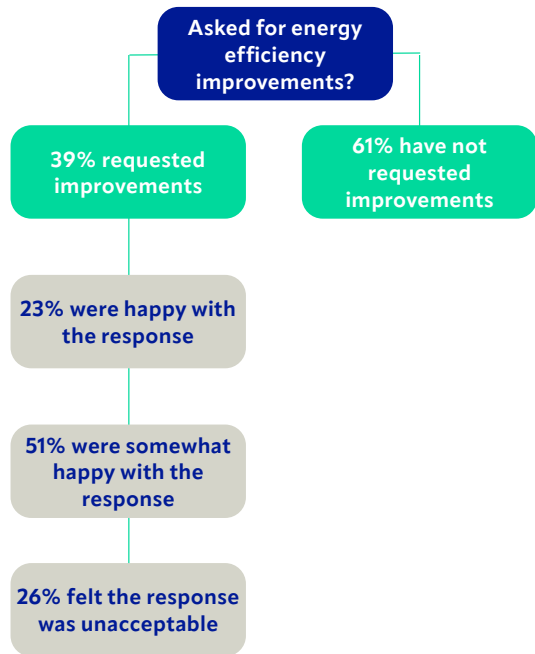 Asked for energy
efficiency
improvements?
39% requested
improvements
61% have not
requested
improvements
23% were happy with
the response
51% were somewhat
happy with the
response
26% felt the response
was unacceptable